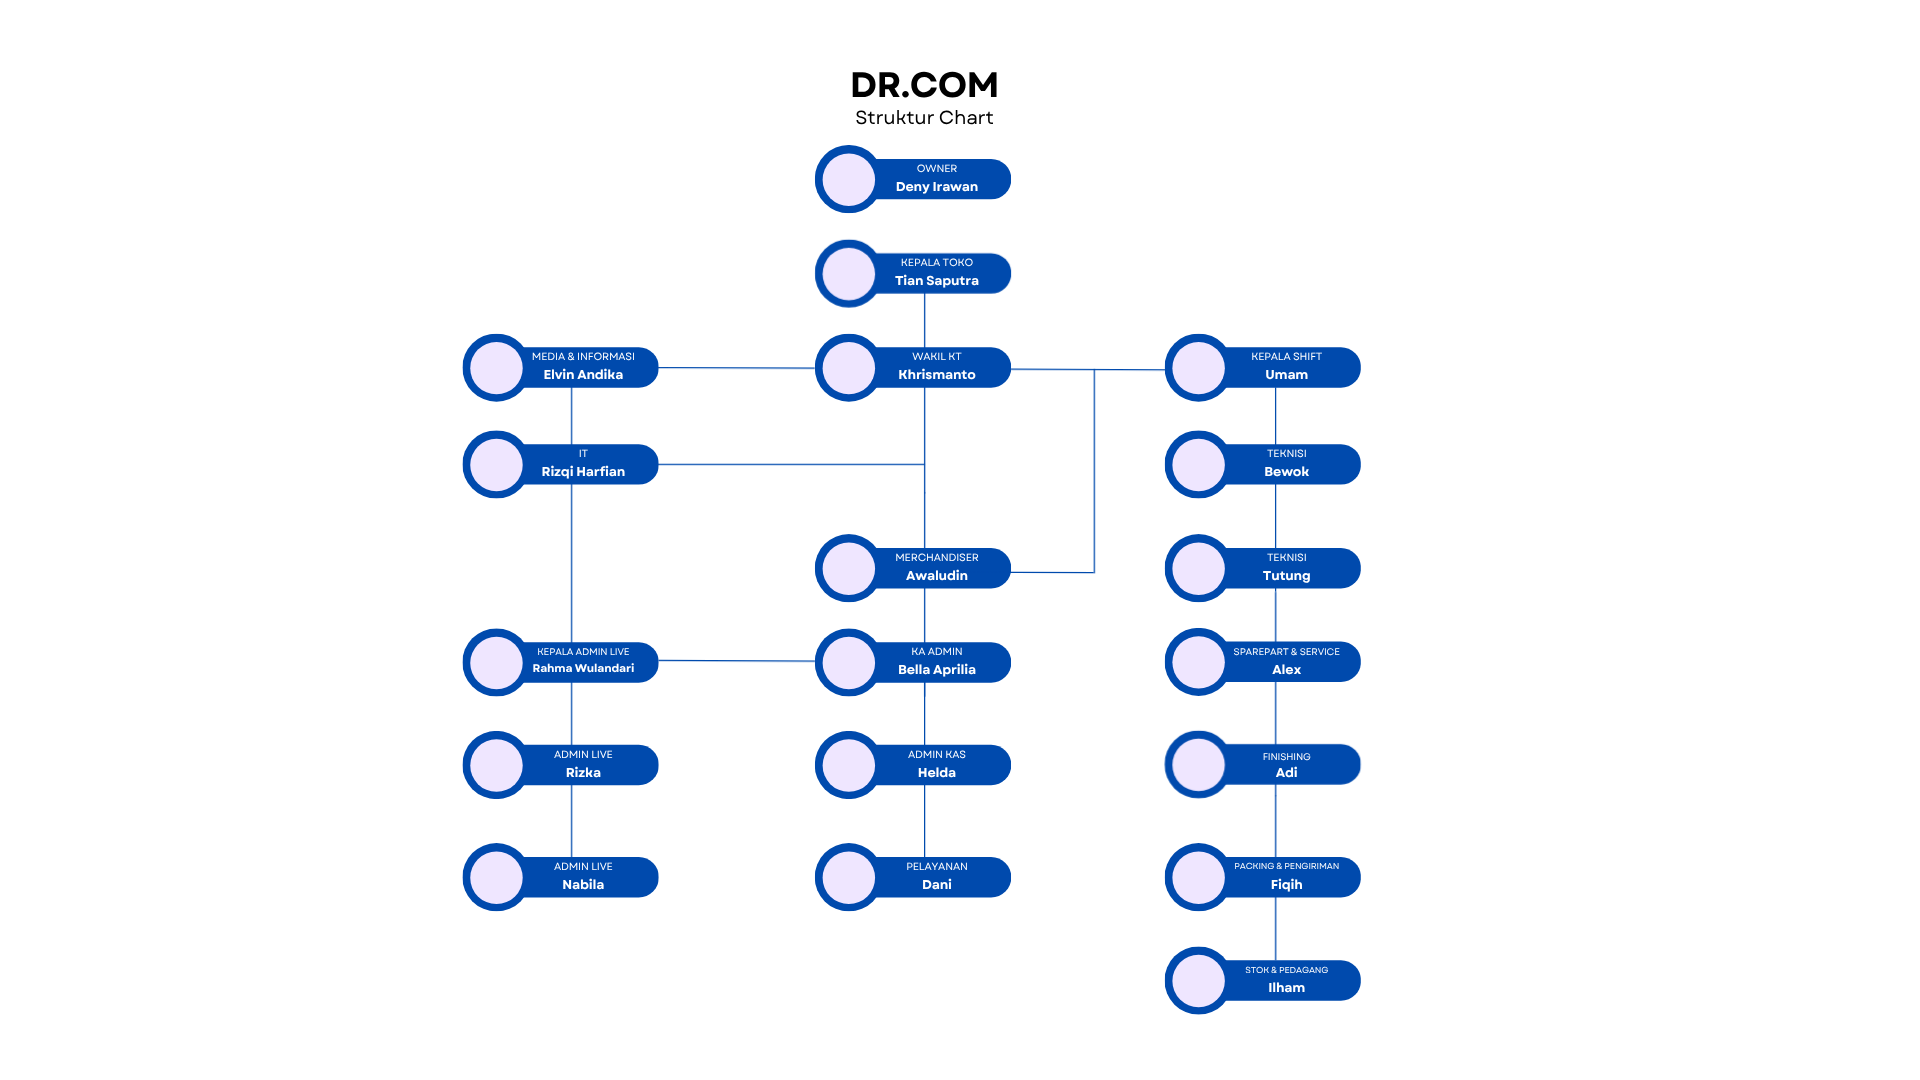 DR.COM
Struktur Chart
OWNER
Deny Irawan
KEPALA TOKO
Tian Saputra
MEDIA & INFORMASI
Elvin Andika
WAKIL KT
Khrismanto
KEPALA SHIFT
Umam
IT
Rizqi Harfian
TEKNISI
Bewok
MERCHANDISER
Awaludin
TEKNISI
Tutung
KEPALA ADMIN LIVE
Rahma Wulandari
KA ADMIN
Bella Aprilia
SPAREPART & SERVICE
Alex
ADMIN LIVE
Rizka
ADMIN KAS
Helda
FINISHING
Adi
ADMIN LIVE
Nabila
PELAYANAN
Dani
PACKING & PENGIRIMAN
Fiqih
STOK & PEDAGANG
Ilham